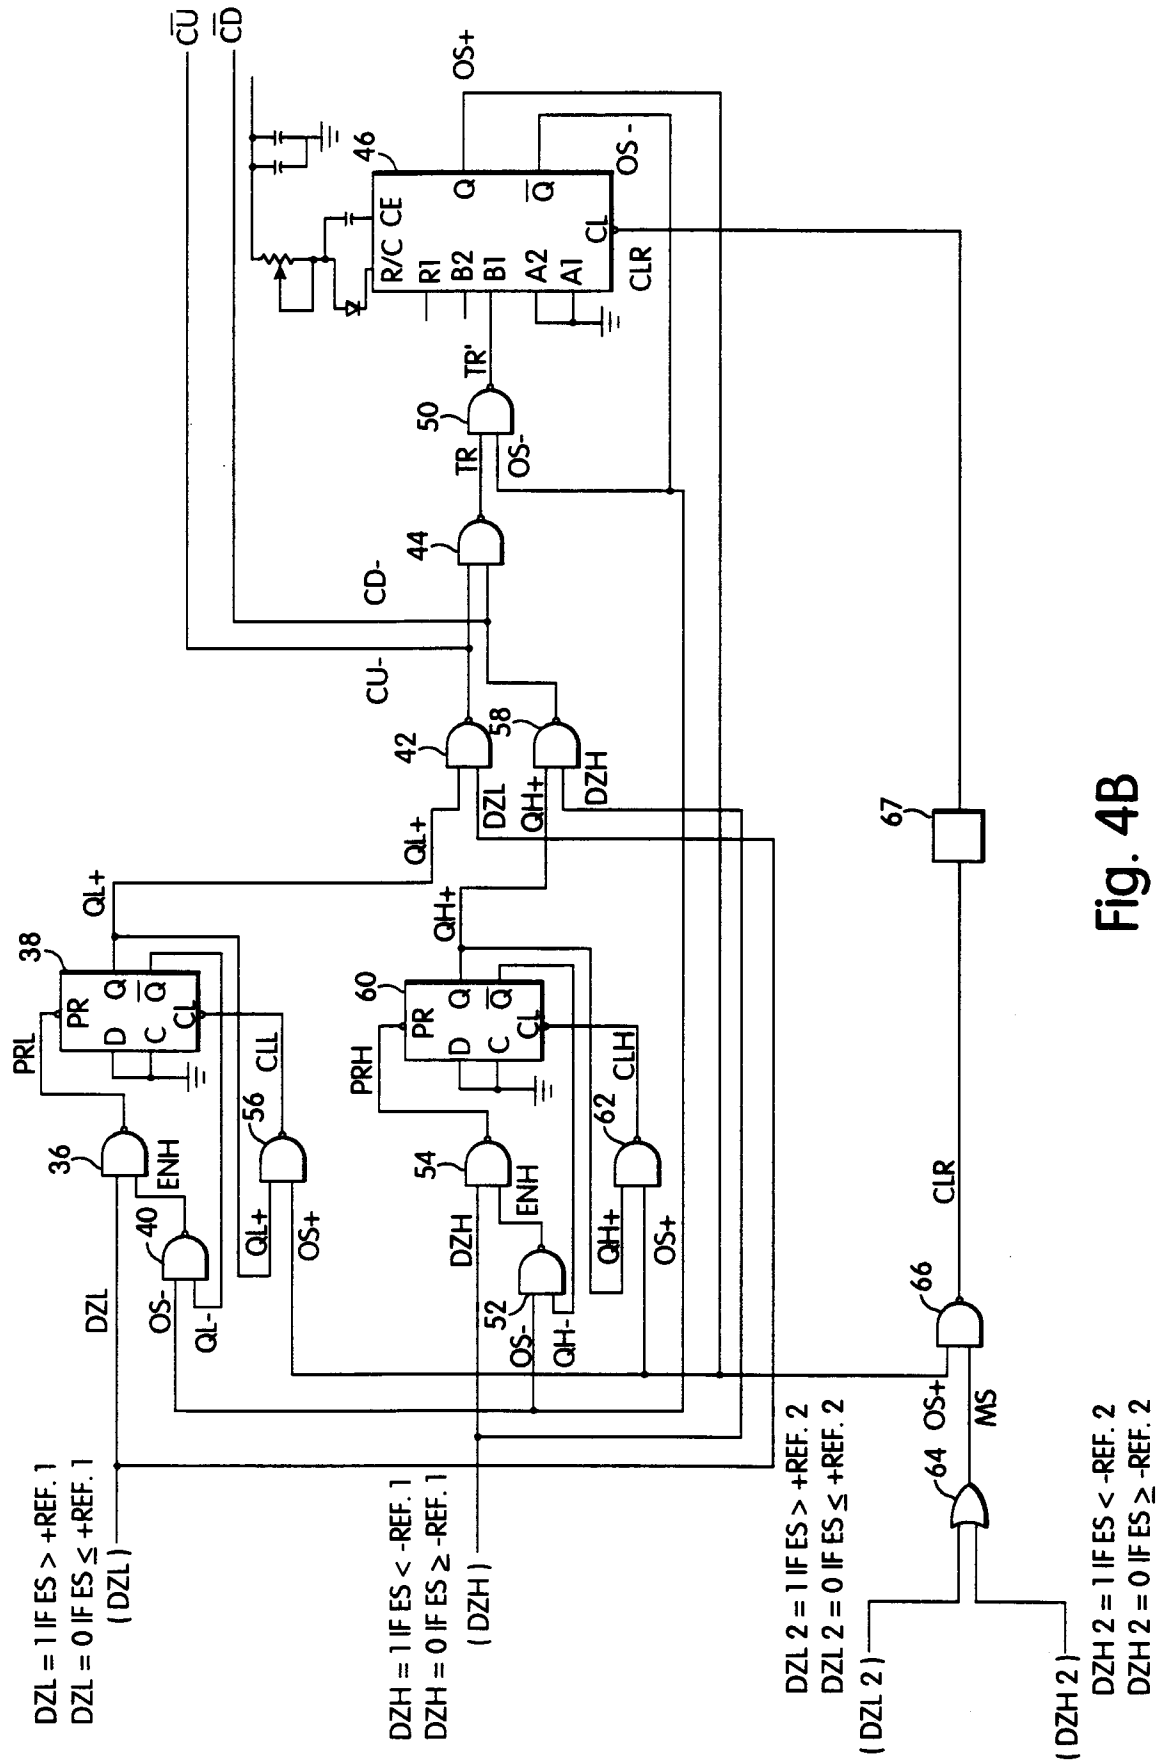 DZL = 1 IF ES > +REF. 1
DZL = 0 IF ES ≤ +REF. 1
( DZL )
DZL
36
PRL
38
PR
D
C
Q
Q̅
CL
QL+
ENH
40
OS-
QL-
56
CLL
QL+
OS+
DZH = 1 IF ES < -REF. 1
DZH = 0 IF ES ≥ -REF. 1
( DZH )
DZH
54
PRH
60
PR
D
C
Q
Q̅
CL
QH+
ENH
52
OS-
QH-
62
CLH
QH+
OS+
QL+
42
DZL
QH+
58
DZH
CU-
CD-
C̅U̅
C̅D̅
44
TR
50
OS-
TR'
46
R/C
CE
R1
B2
B1
A2
A1
Q
Q̅
CL
OS+
OS -
CLR
DZL 2 = 1 IF ES > +REF. 2
DZL 2 = 0 IF ES ≤ +REF. 2
( DZL 2 )
64
OS+
MS
66
CLR
67
( DZH 2 )
DZH 2 = 1 IF ES < -REF. 2
DZH 2 = 0 IF ES ≥ -REF. 2
Fig. 4B